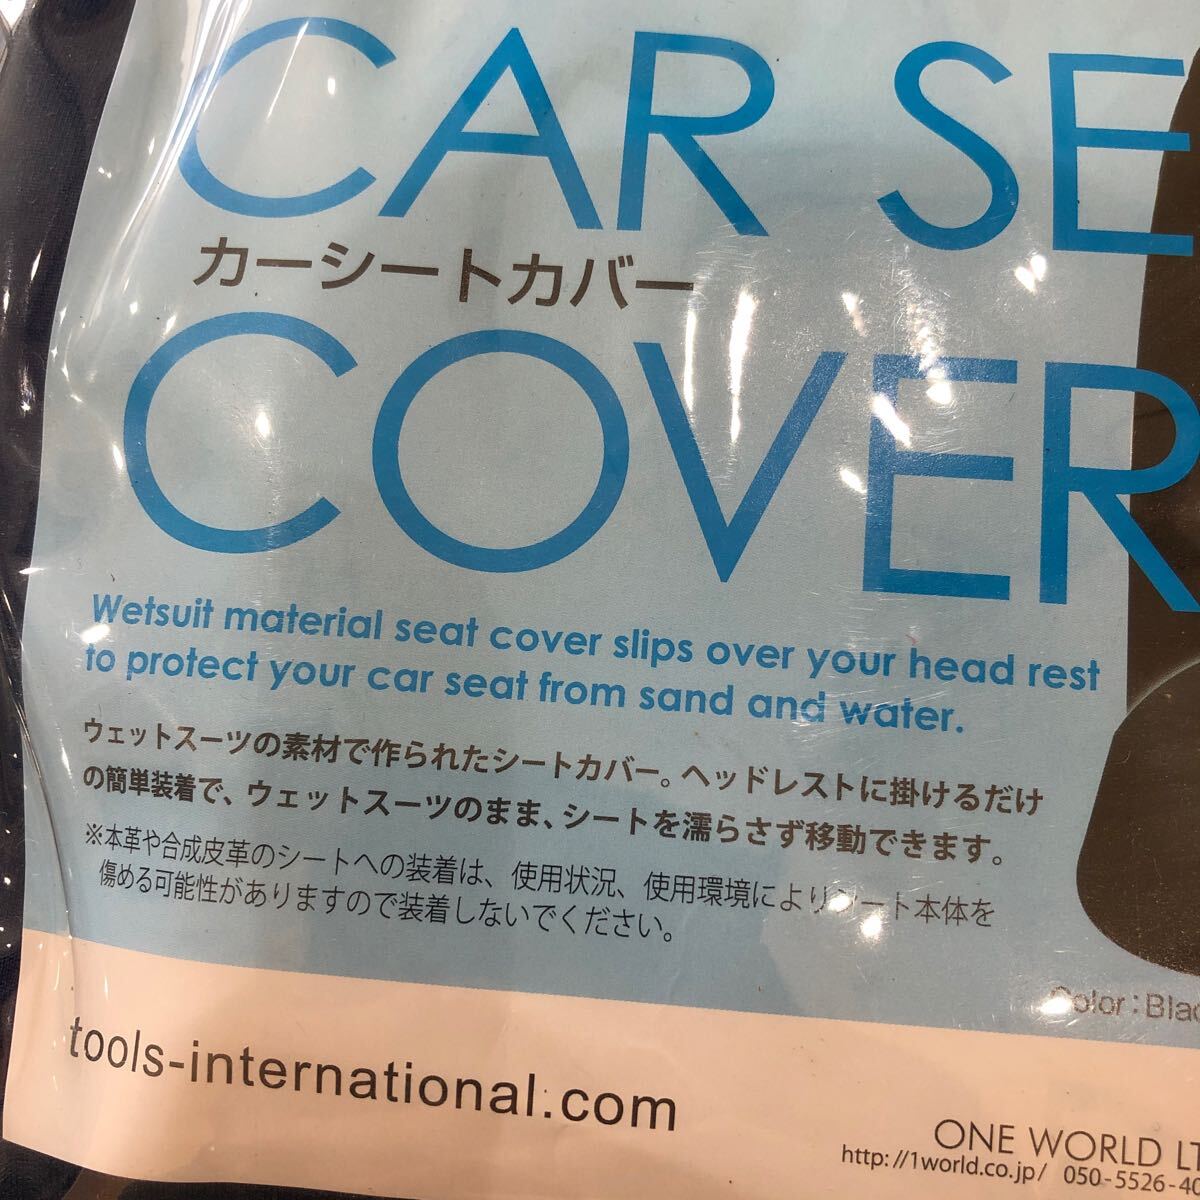 CAR SE
カーシートカバー
COVER
Wetsuit material seat cover slips over your head rest
to protect your car seat from sand and water.
ウェットスーツの素材で作られたシートカバー。ヘッドレストに掛けるだけ
の簡単装着で、ウェットスーツのまま、シートを濡らさず移動できます。
※本革や合成皮革のシートへの装着は、使用状況、使用環境によりシート本体を
傷める可能性がありますので装着しないでください。
Color : Blac
tools-international.com
ONE WORLD LT
http://1world.co.jp/ 050-5526-40